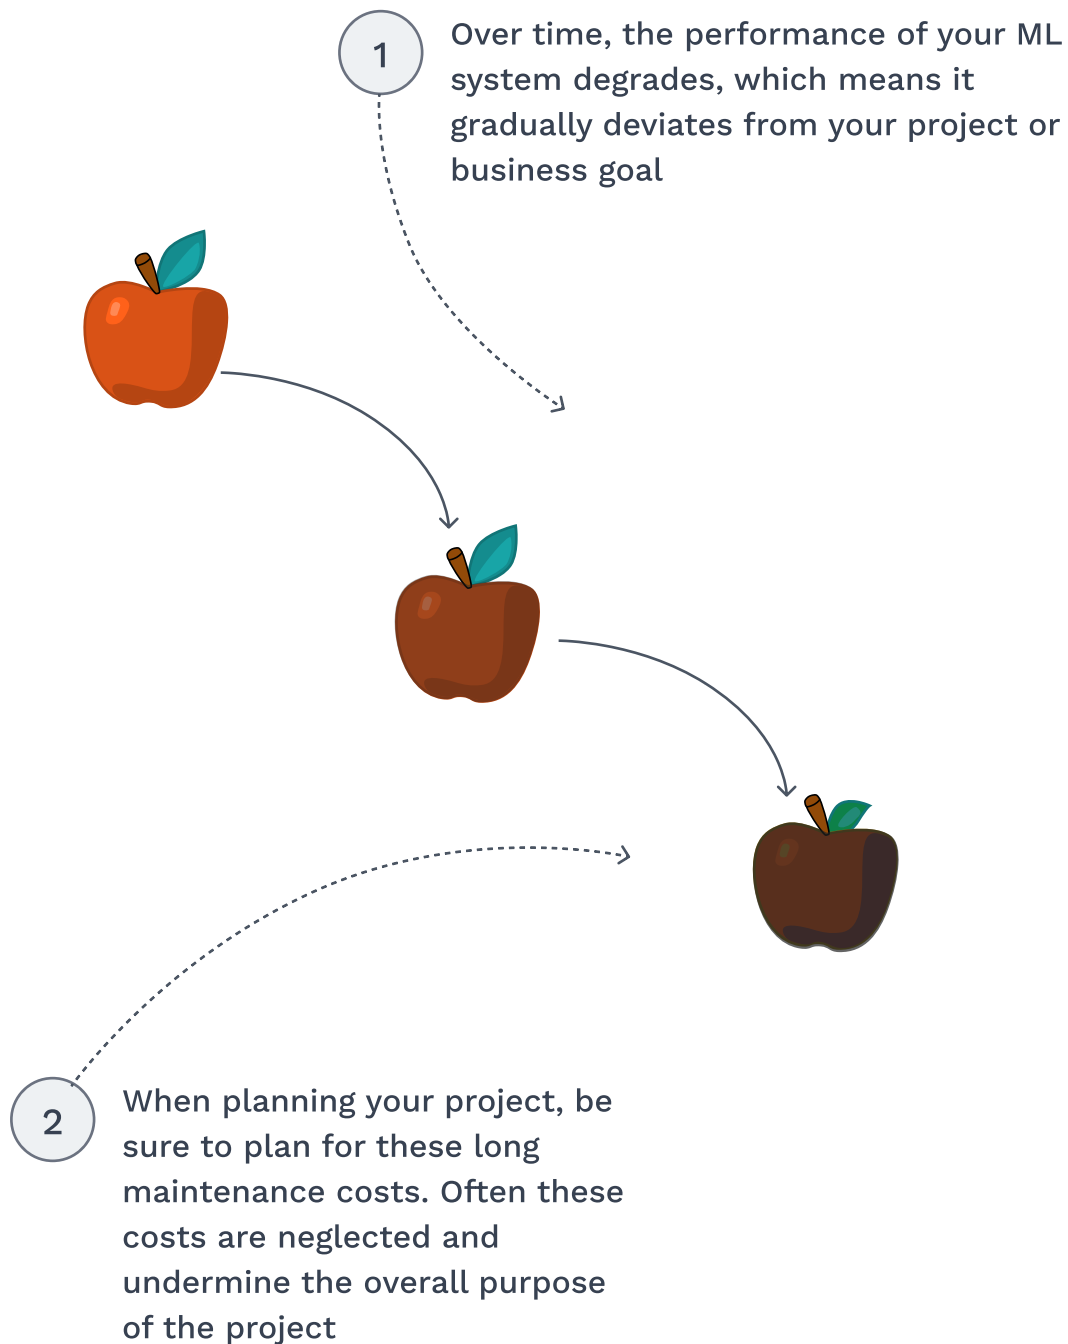 1
Over time, the performance of your ML
system degrades, which means it
gradually deviates from your project or
business goal
2
When planning your project, be
sure to plan for these long
maintenance costs. Often these
costs are neglected and
undermine the overall purpose
of the project